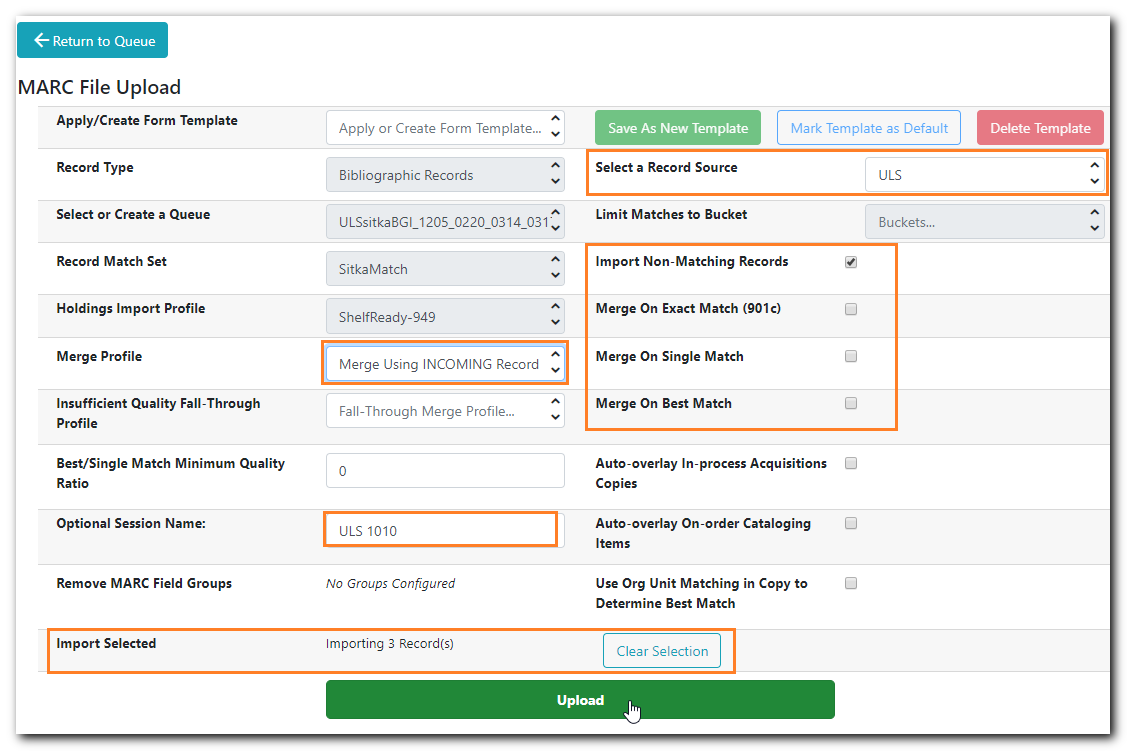 Return to Queue
MARC File Upload
Apply/Create Form Template
Apply or Create Form Template...
Save As New Template
Mark Template as Default
Delete Template
Record Type
Bibliographic Records
Select a Record Source
ULS
Select or Create a Queue
ULSsitkaBGI_1205_0220_0314_031
Limit Matches to Bucket
Buckets...
Record Match Set
SitkaMatch
Import Non-Matching Records
Holdings Import Profile
ShelfReady-949
Merge On Exact Match (901c)
Merge Profile
Merge Using INCOMING Record
Merge On Single Match
Insufficient Quality Fall-Through
Profile
Fall-Through Merge Profile...
Merge On Best Match
Best/Single Match Minimum Quality
Ratio
0
Auto-overlay In-process Acquisitions
Copies
Optional Session Name:
ULS 1010
Auto-overlay On-order Cataloging
Items
Remove MARC Field Groups
No Groups Configured
Use Org Unit Matching in Copy to
Determine Best Match
Import Selected
Importing 3 Record(s)
Clear Selection
Upload